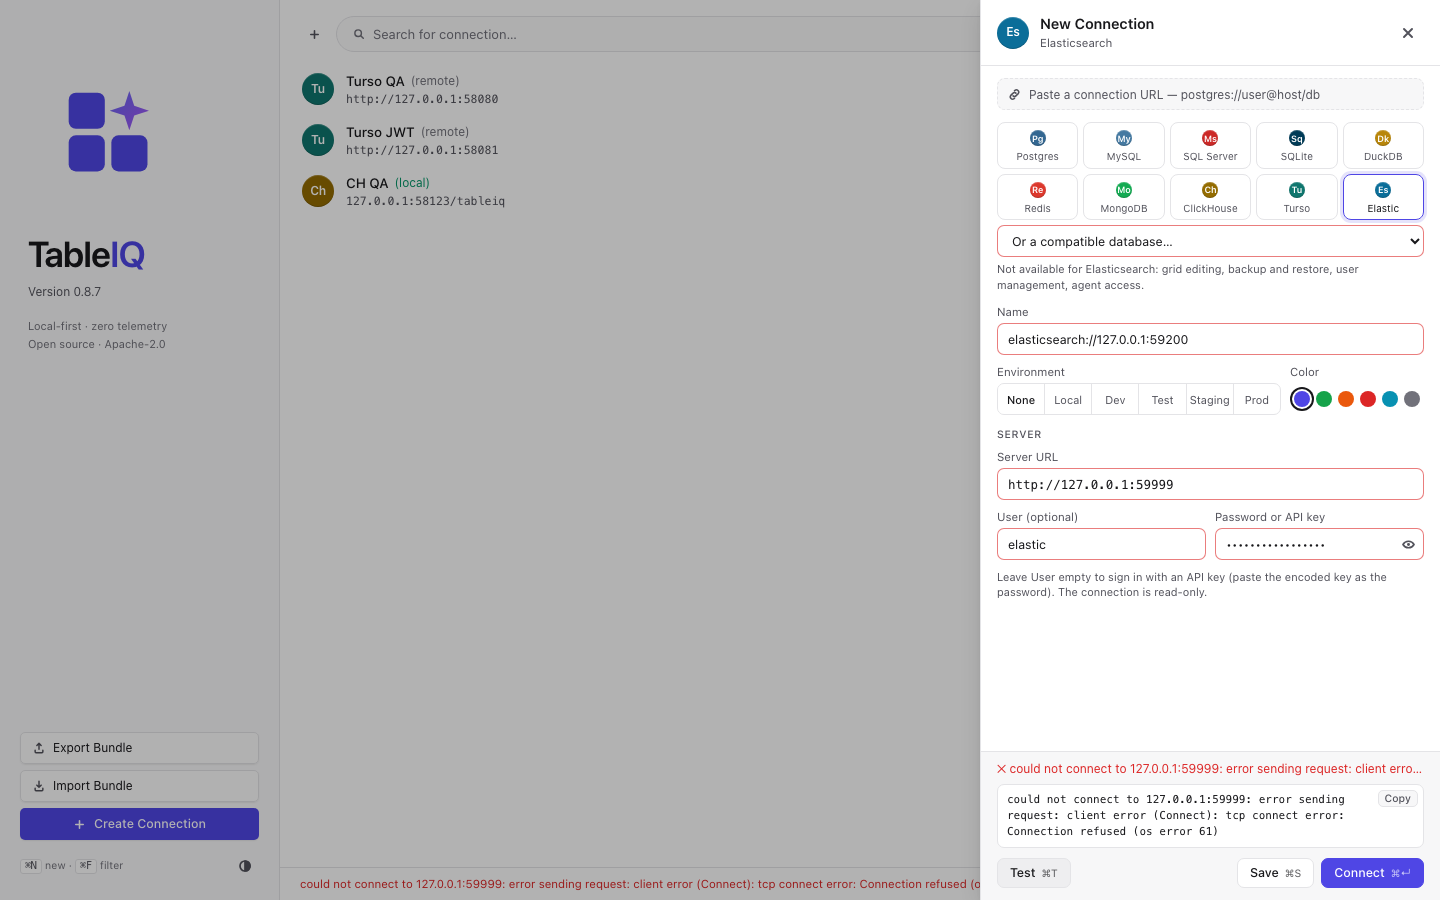 TableIQ
Version 0.8.7
Local-first · zero telemetry
Open source · Apache-2.0
Export Bundle
Import Bundle
+ Create Connection
⌘N new · ⌘F filter
+
Search for connection...
Tu
Turso QA (remote)
http://127.0.0.1:58080
Tu
Turso JWT (remote)
http://127.0.0.1:58081
Ch
CH QA (local)
127.0.0.1:58123/tableiq
could not connect to 127.0.0.1:59999: error sending request: client error (Connect): tcp connect error: Connection refused (o
Es
New Connection
Elasticsearch
Paste a connection URL — postgres://user@host/db
Pg My Ms Sq Dk
Postgres MySQL SQL Server SQLite DuckDB
Re Mo Ch Tu Es
Redis MongoDB ClickHouse Turso Elastic
Or a compatible database...
Not available for Elasticsearch: grid editing, backup and restore, user
management, agent access.
Name
elasticsearch://127.0.0.1:59200
Environment Color
None Local Dev Test Staging Prod
SERVER
Server URL
http://127.0.0.1:59999
User (optional) Password or API key
elastic •••••••••••••••••
Leave User empty to sign in with an API key (paste the encoded key as the
password). The connection is read-only.
✕ could not connect to 127.0.0.1:59999: error sending request: client erro...
could not connect to 127.0.0.1:59999: error sending
request: client error (Connect): tcp connect error:
Connection refused (os error 61)
Copy
Test ⌘T Save ⌘S Connect ⌘↵